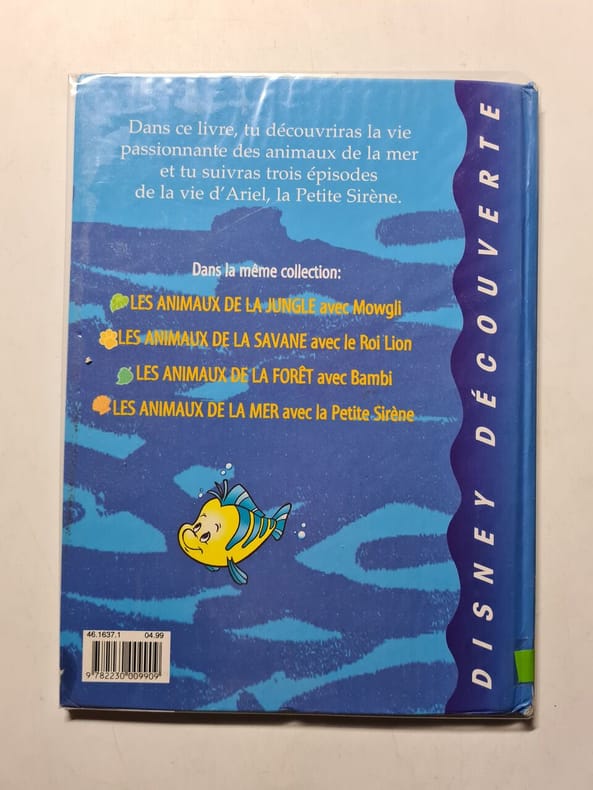 Dans ce livre, tu découvriras la vie
passionnante des animaux de la mer
et tu suivras trois épisodes
de la vie d'Ariel, la Petite Sirène.
Dans la même collection:
LES ANIMAUX DE LA JUNGLE avec Mowgli
LES ANIMAUX DE LA SAVANE avec le Roi Lion
LES ANIMAUX DE LA FORÊT avec Bambi
LES ANIMAUX DE LA MER avec la Petite Sirène
46.1637.1 04.99
9 782230 009909
DISNEY DÉCOUVERTE